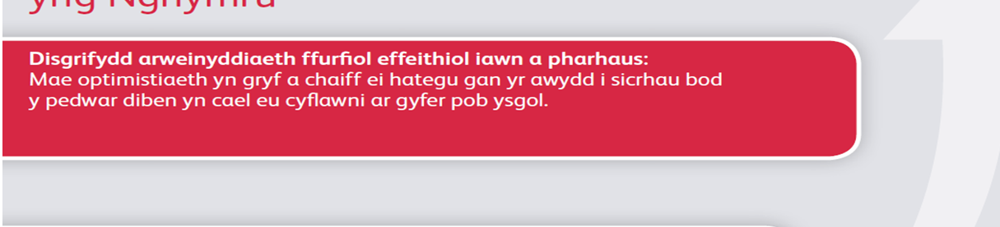 yng Nghymru
Disgrifydd arweinyddiaeth ffurfiol effeithiol iawn a pharhaus:
Mae optimistiaeth yn gryf a chaiff ei hategu gan yr awydd i sicrhau bod
y pedwar diben yn cael eu cyflawni ar gyfer pob ysgol.